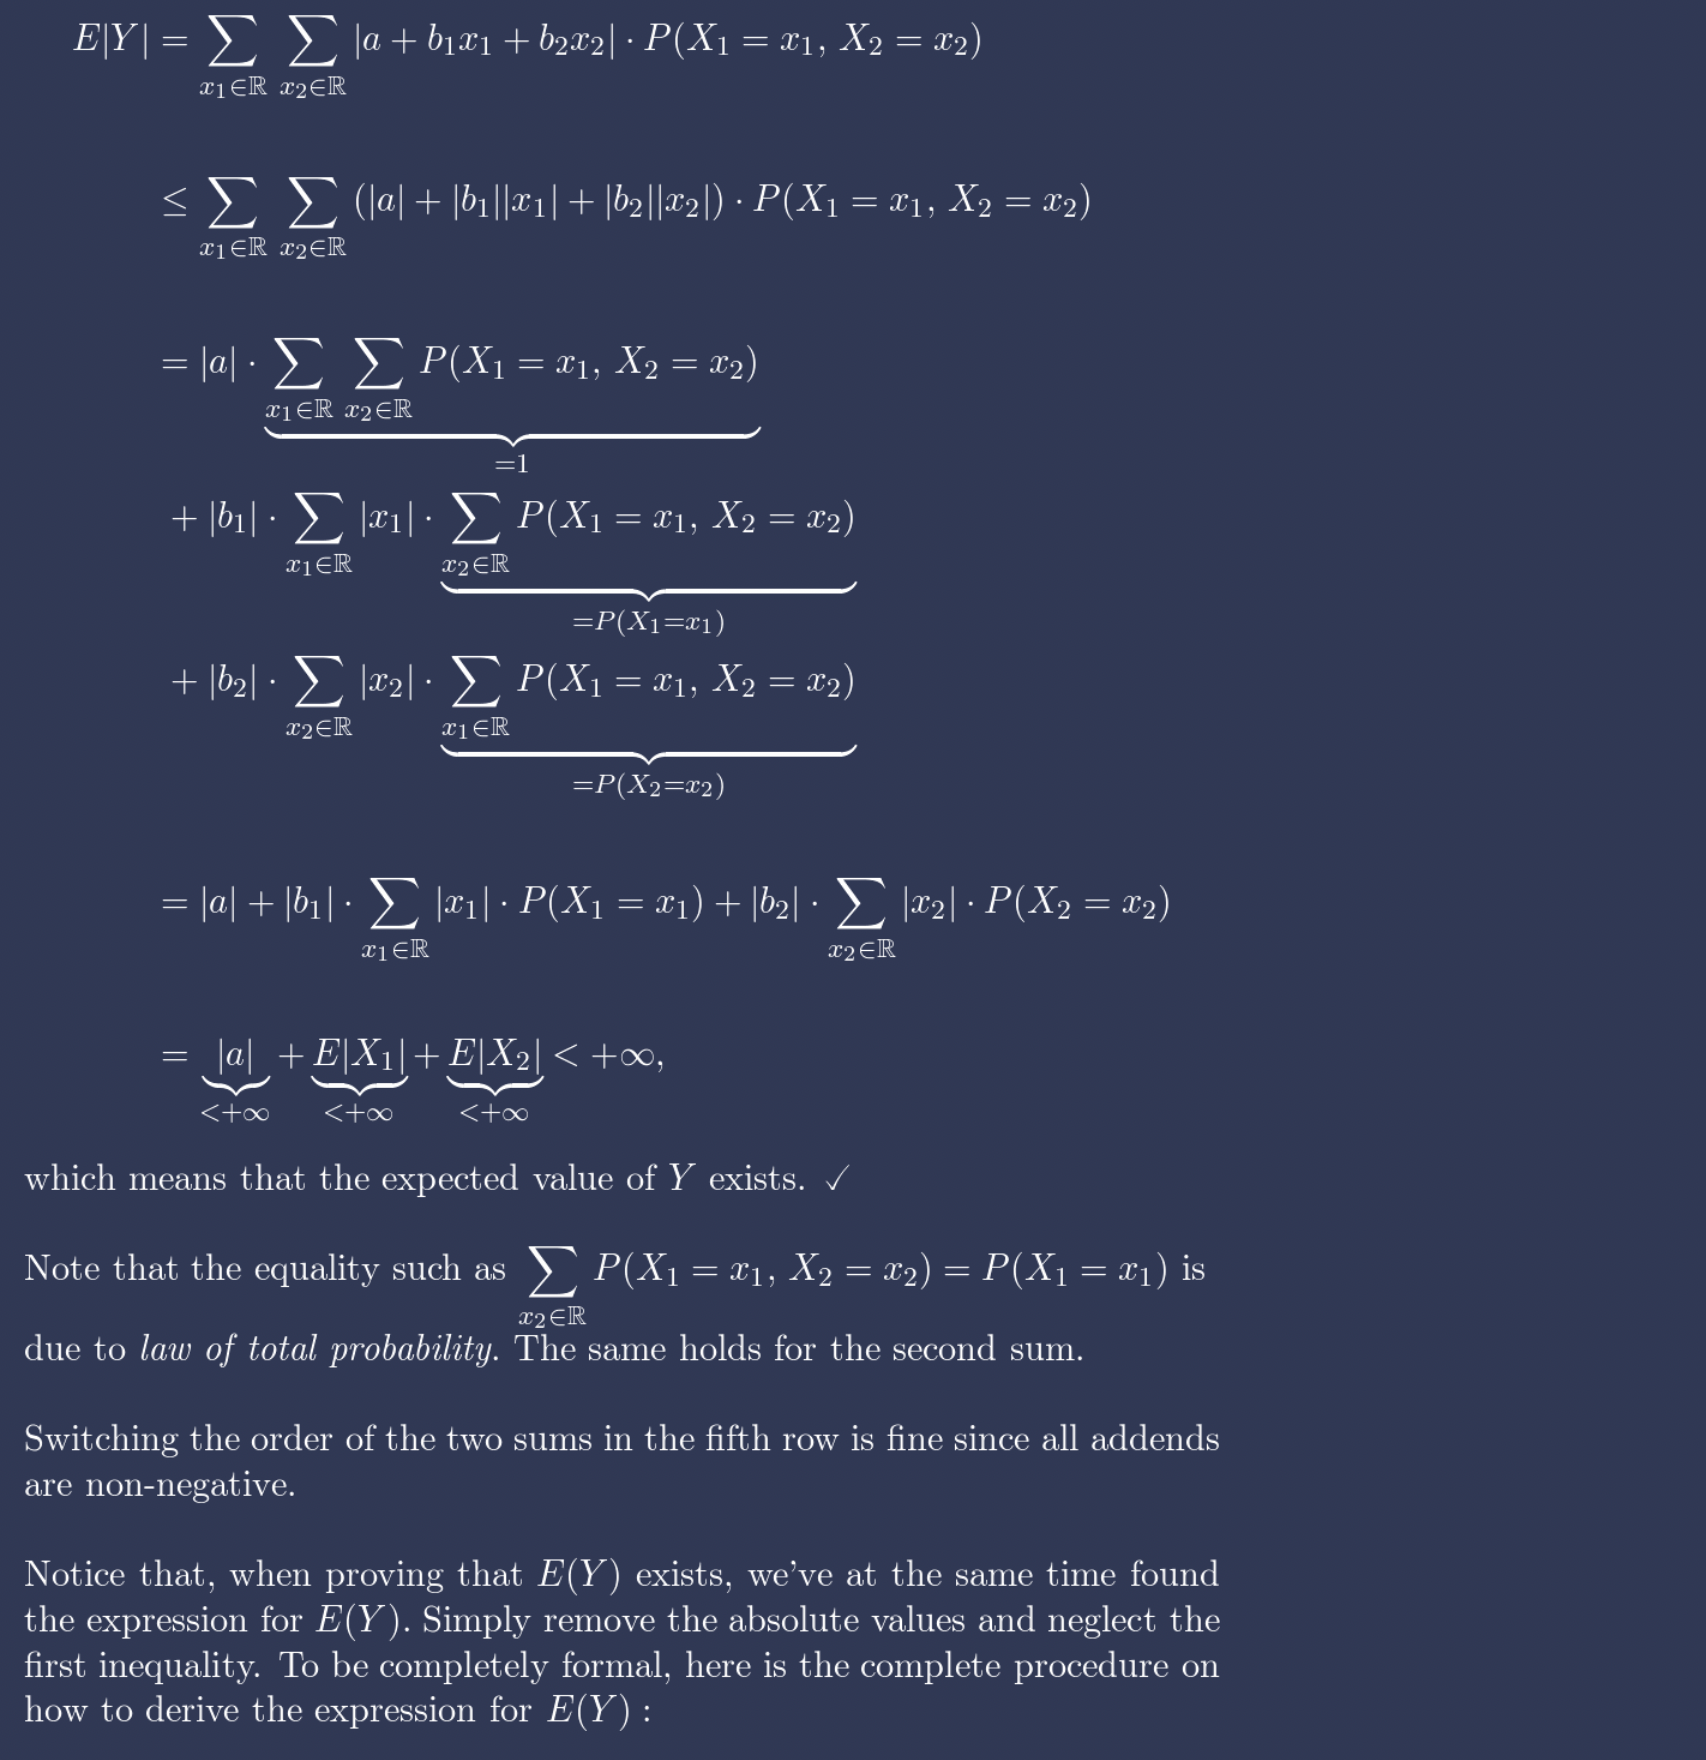 E|Y| = ∑_{x₁∈ℝ} ∑_{x₂∈ℝ} |a + b₁x₁ + b₂x₂| · P(X₁ = x₁, X₂ = x₂)
≤ ∑_{x₁∈ℝ} ∑_{x₂∈ℝ} (|a| + |b₁||x₁| + |b₂||x₂|) · P(X₁ = x₁, X₂ = x₂)
= |a| · ∑_{x₁∈ℝ} ∑_{x₂∈ℝ} P(X₁ = x₁, X₂ = x₂)
=1
+ |b₁| · ∑_{x₁∈ℝ} |x₁| · ∑_{x₂∈ℝ} P(X₁ = x₁, X₂ = x₂)
=P(X₁=x₁)
+ |b₂| · ∑_{x₂∈ℝ} |x₂| · ∑_{x₁∈ℝ} P(X₁ = x₁, X₂ = x₂)
=P(X₂=x₂)
= |a| + |b₁| · ∑_{x₁∈ℝ} |x₁| · P(X₁ = x₁) + |b₂| · ∑_{x₂∈ℝ} |x₂| · P(X₂ = x₂)
= |a| + E|X₁| + E|X₂| < +∞,
<+∞ <+∞ <+∞
which means that the expected value of Y exists. ✓
Note that the equality such as ∑_{x₂∈ℝ} P(X₁ = x₁, X₂ = x₂) = P(X₁ = x₁) is
due to law of total probability. The same holds for the second sum.
Switching the order of the two sums in the fifth row is fine since all addends
are non-negative.
Notice that, when proving that E(Y) exists, we've at the same time found
the expression for E(Y). Simply remove the absolute values and neglect the
first inequality. To be completely formal, here is the complete procedure on
how to derive the expression for E(Y) :